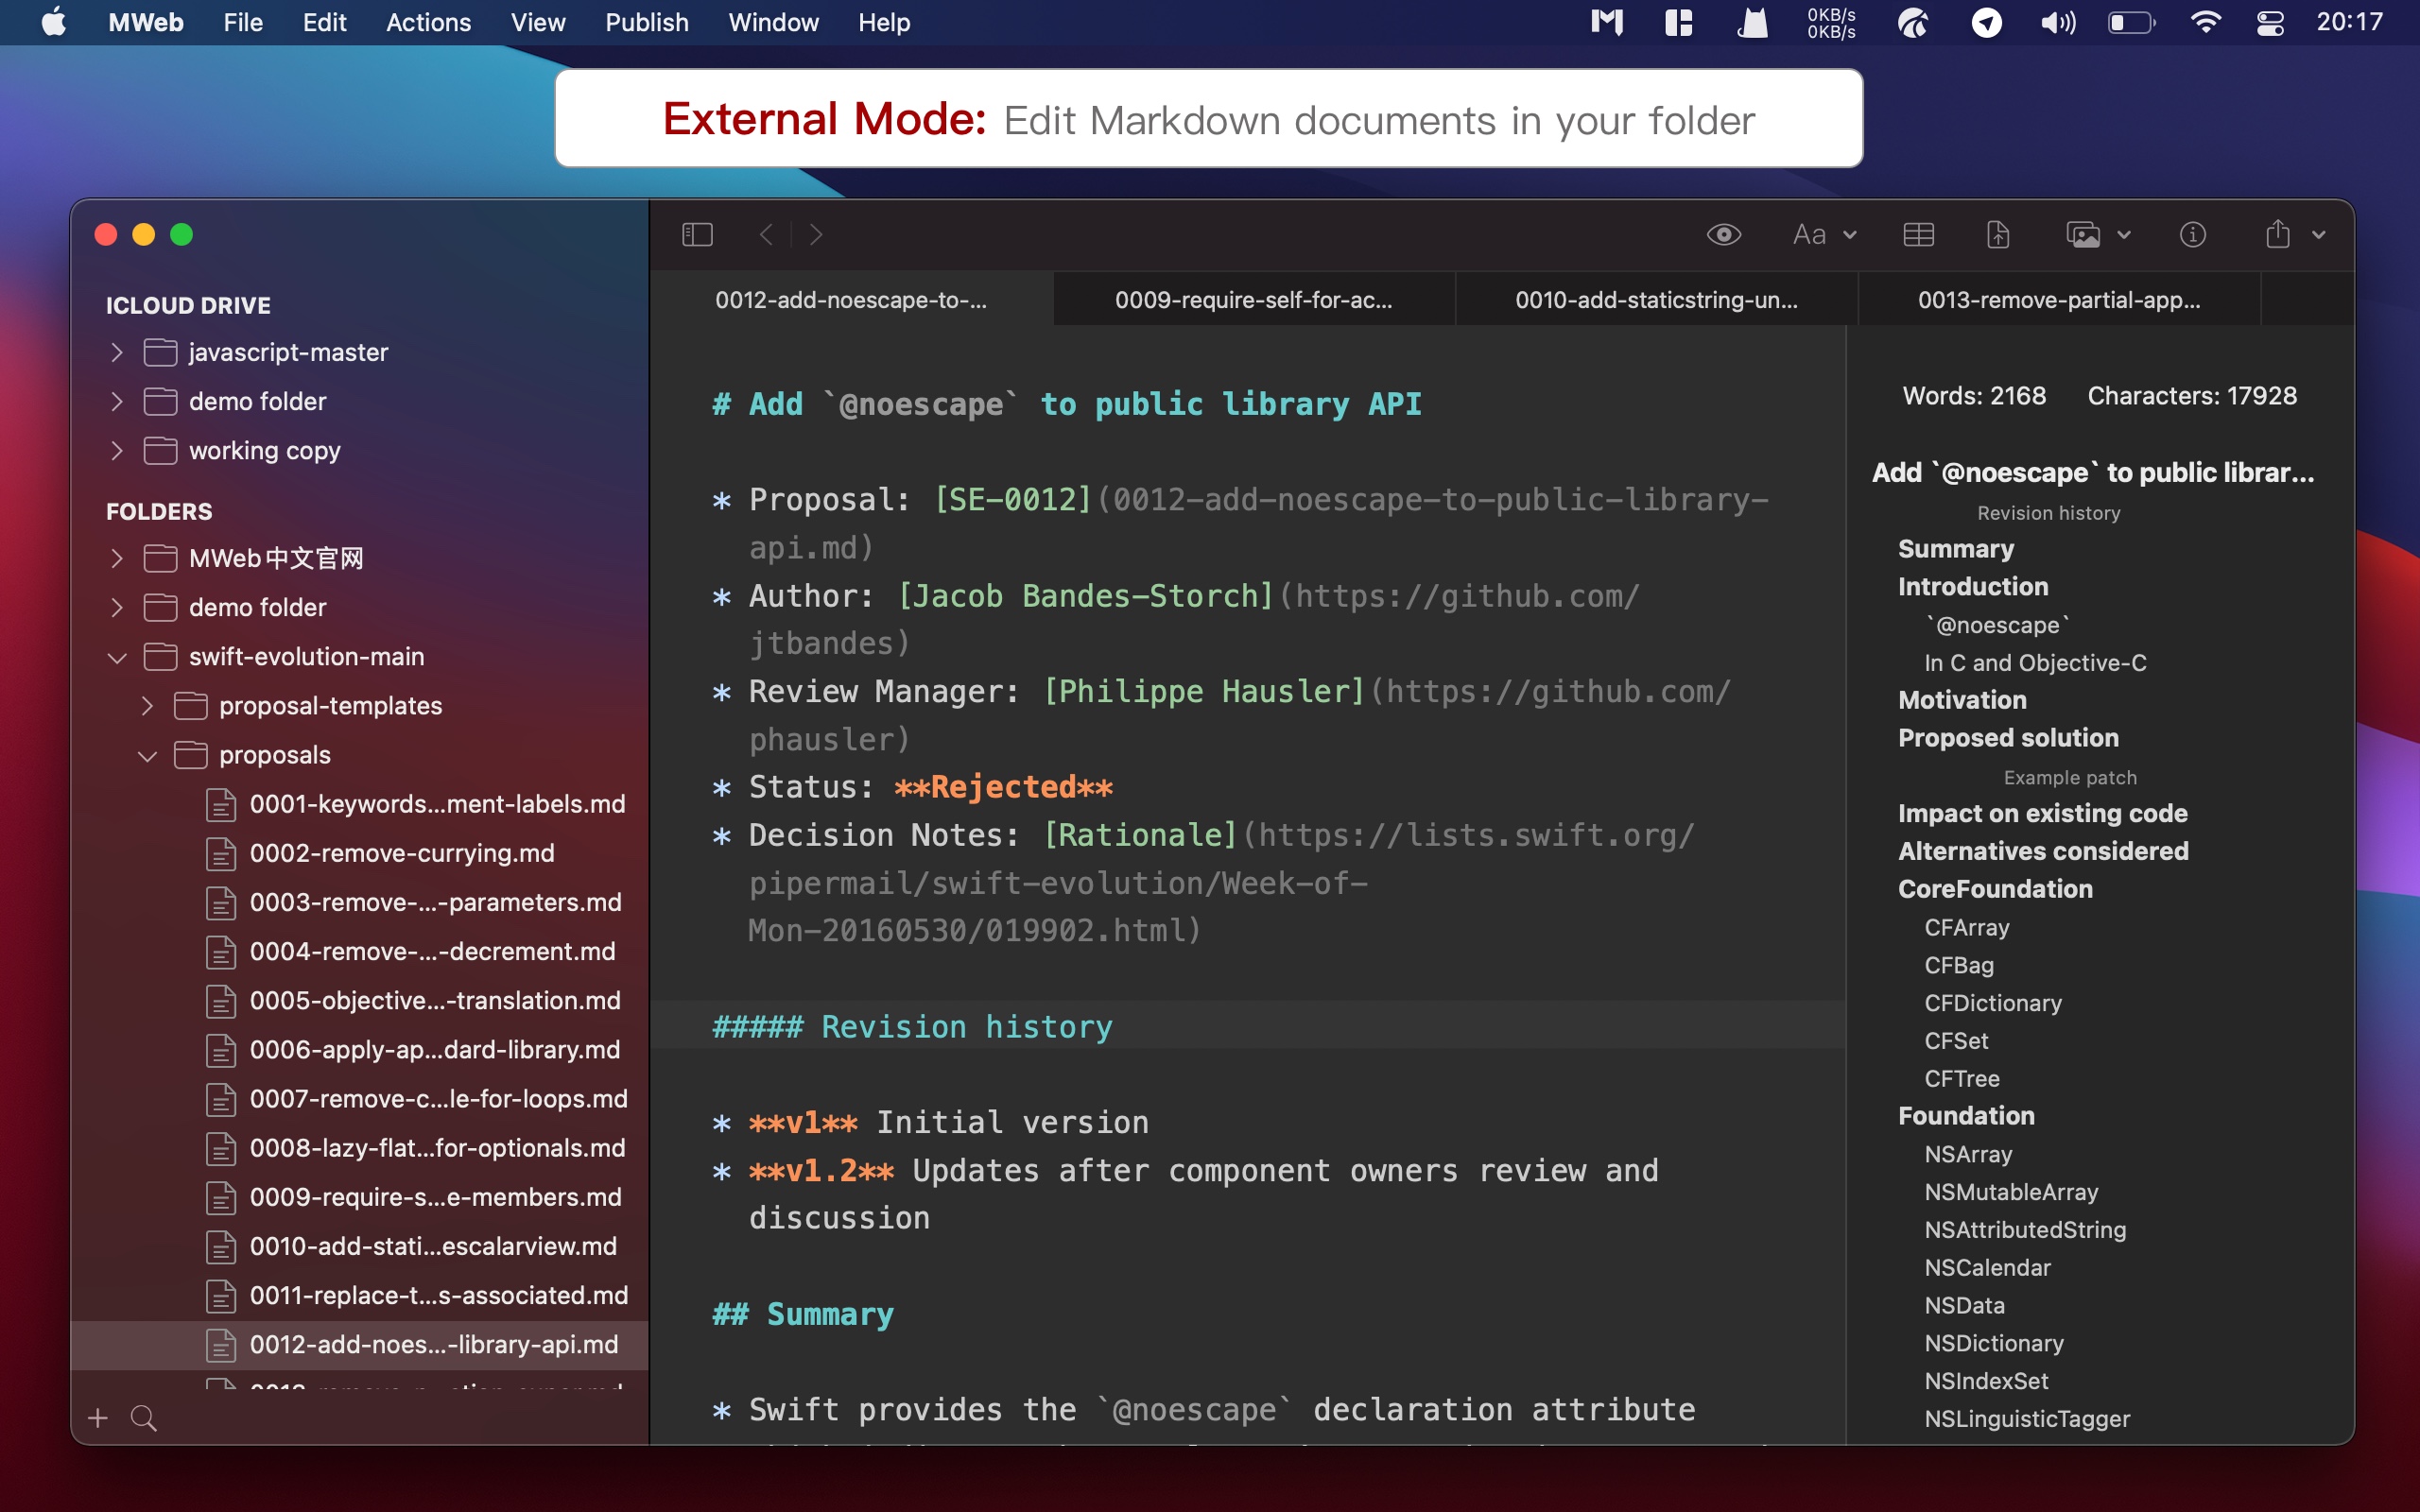 MWeb File Edit Actions View Publish Window Help
0KB/s
0KB/s
20:17
External Mode: Edit Markdown documents in your folder
ICLOUD DRIVE
javascript-master
demo folder
working copy
FOLDERS
MWeb中文官网
demo folder
swift-evolution-main
proposal-templates
proposals
0001-keywords...ment-labels.md
0002-remove-currying.md
0003-remove-...-parameters.md
0004-remove-...-decrement.md
0005-objective...-translation.md
0006-apply-ap...dard-library.md
0007-remove-c...le-for-loops.md
0008-lazy-flat...for-optionals.md
0009-require-s...e-members.md
0010-add-stati...escalarview.md
0011-replace-t...s-associated.md
0012-add-noes...-library-api.md
Aa
0012-add-noescape-to-...
0009-require-self-for-ac...
0010-add-staticstring-un...
0013-remove-partial-app...
# Add `@noescape` to public library API
* Proposal: [SE-0012](0012-add-noescape-to-public-library-
api.md)
* Author: [Jacob Bandes-Storch](https://github.com/
jtbandes)
* Review Manager: [Philippe Hausler](https://github.com/
phausler)
* Status: **Rejected**
* Decision Notes: [Rationale](https://lists.swift.org/
pipermail/swift-evolution/Week-of-
Mon-20160530/019902.html)
##### Revision history
* **v1** Initial version
* **v1.2** Updates after component owners review and
discussion
## Summary
* Swift provides the `@noescape` declaration attribute
Words: 2168 Characters: 17928
Add `@noescape` to public librar...
Revision history
Summary
Introduction
`@noescape`
In C and Objective-C
Motivation
Proposed solution
Example patch
Impact on existing code
Alternatives considered
CoreFoundation
CFArray
CFBag
CFDictionary
CFSet
CFTree
Foundation
NSArray
NSMutableArray
NSAttributedString
NSCalendar
NSData
NSDictionary
NSIndexSet
NSLinguisticTagger